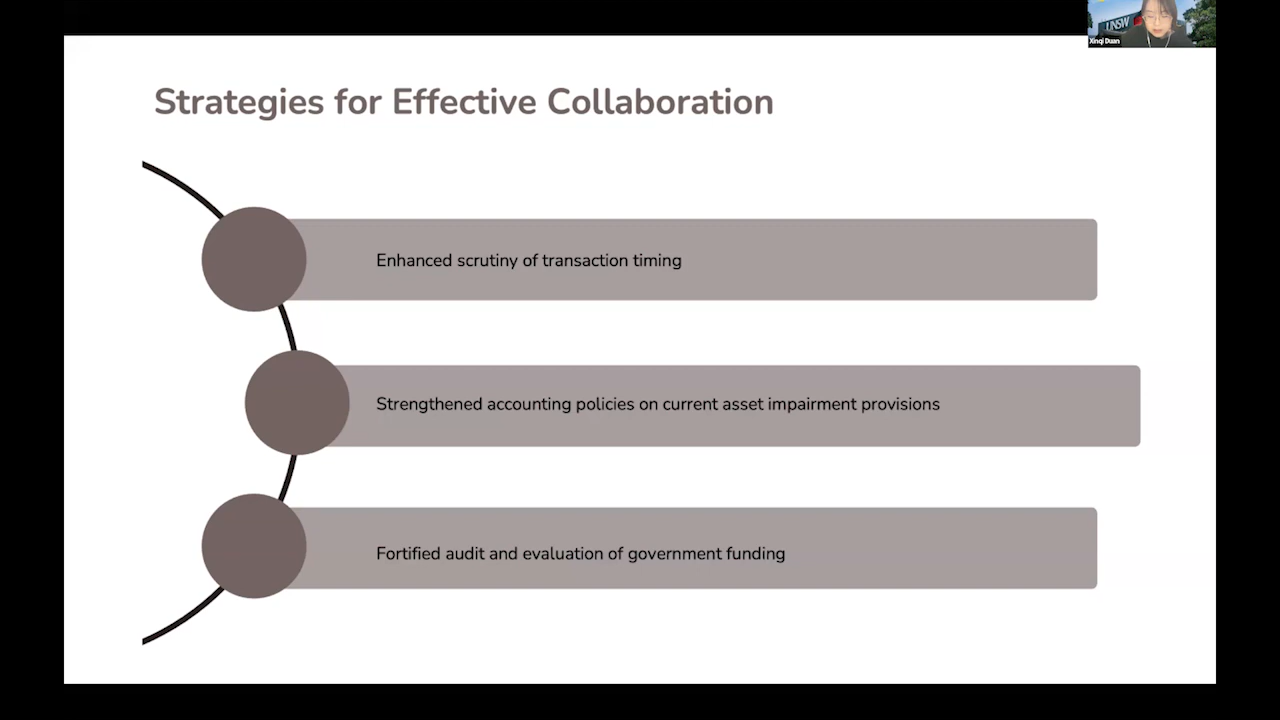 UNSW
Xinqi Duan
Strategies for Effective Collaboration
Enhanced scrutiny of transaction timing
Strengthened accounting policies on current asset impairment provisions
Fortified audit and evaluation of government funding